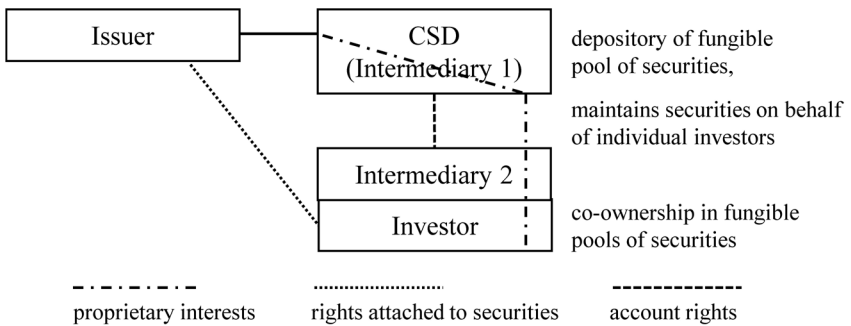 Issuer
CSD
(Intermediary 1)
depository of fungible
pool of securities,
maintains securities on behalf
of individual investors
Intermediary 2
Investor
co-ownership in fungible
pools of securities
proprietary interests
rights attached to securities
account rights